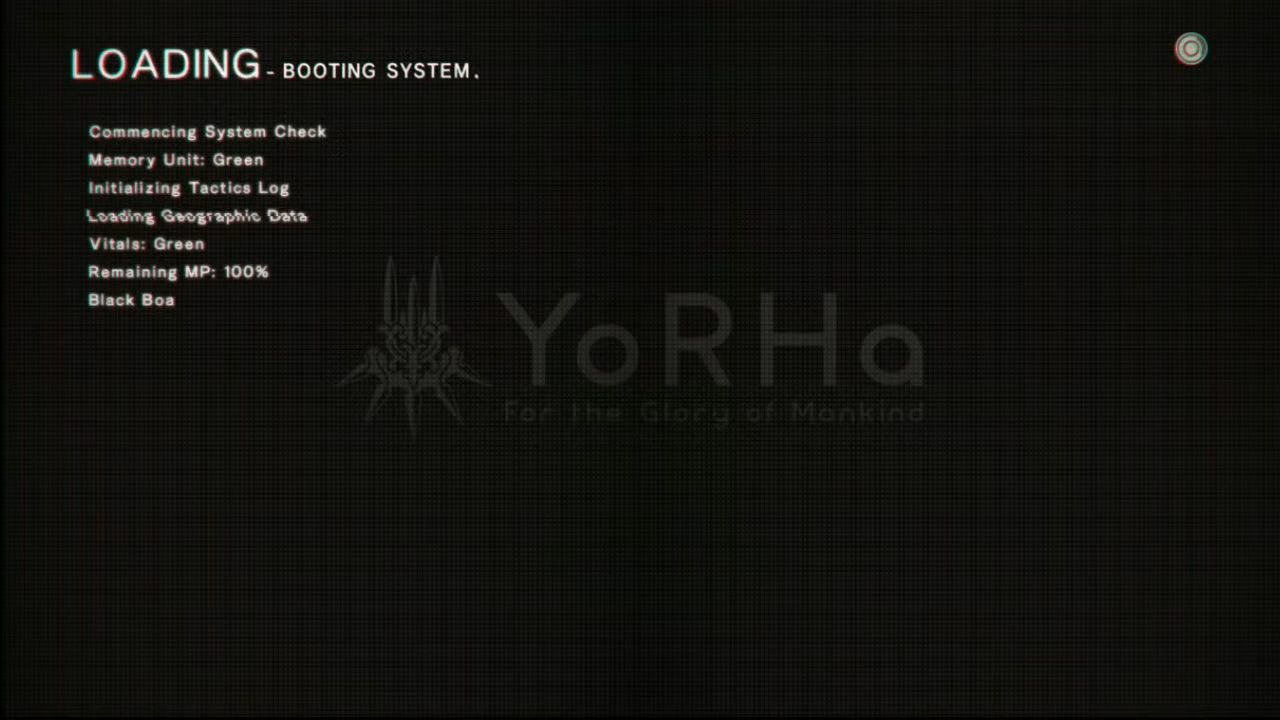 LOADING - BOOTING SYSTEM.
Commencing System Check
Memory Unit: Green
Initializing Tactics Log
Loading Geographic Data
Vitals: Green
Remaining MP: 100%
Black Boa
YoRHa
For the Glory of Mankind